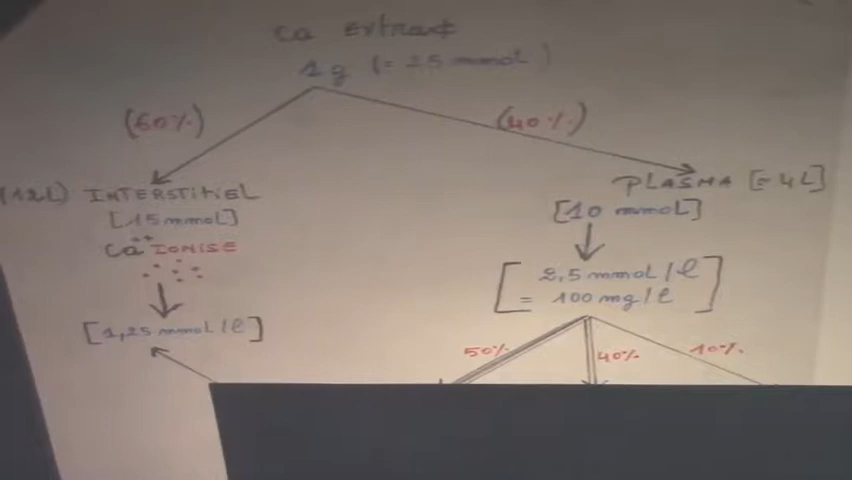 Ca extract
1g (= 25 mmol)
(60%)
(40%)
(12L) INTERSTITIEL
[15 mmol]
Ca++ IONISE
[1,25 mmol/l]
PLASMA [= 4L]
[10 mmol]
[2,5 mmol/l
= 100 mg/l]
50%
40%
10%